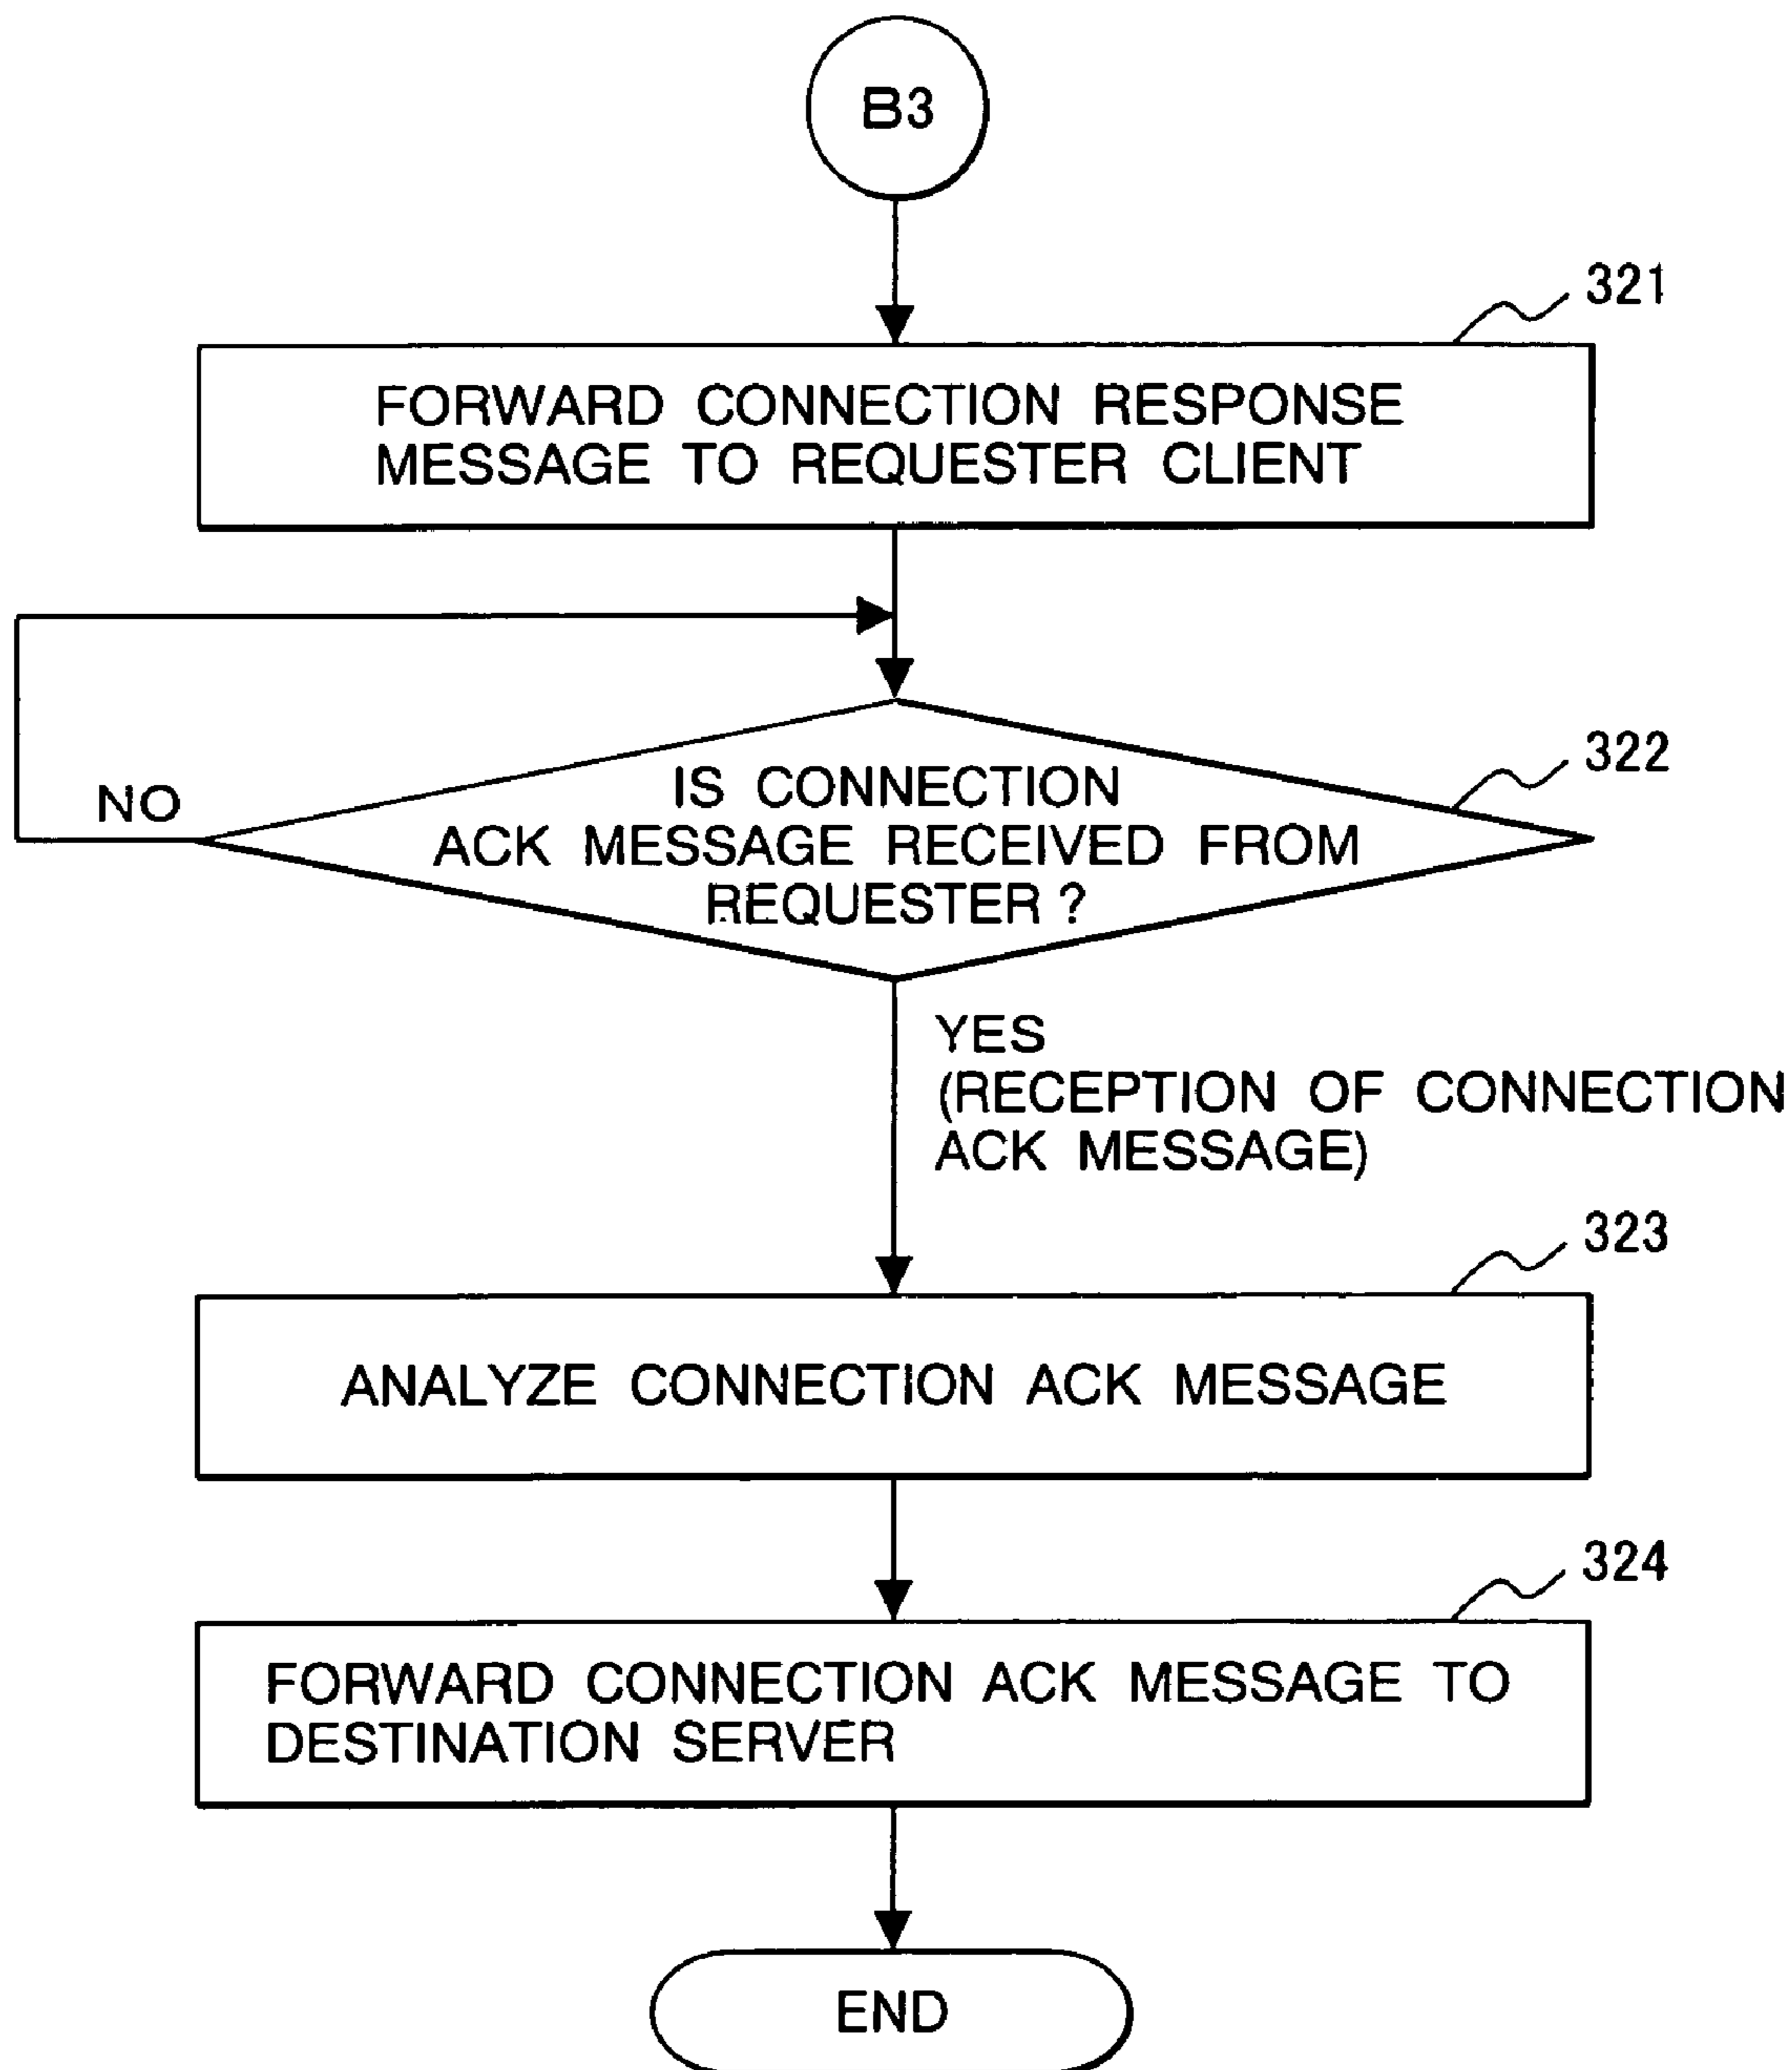 B3
321
FORWARD CONNECTION RESPONSE
MESSAGE TO REQUESTER CLIENT
322
NO
IS CONNECTION
ACK MESSAGE RECEIVED FROM
REQUESTER ?
YES
(RECEPTION OF CONNECTION
ACK MESSAGE)
323
ANALYZE CONNECTION ACK MESSAGE
324
FORWARD CONNECTION ACK MESSAGE TO
DESTINATION SERVER
END